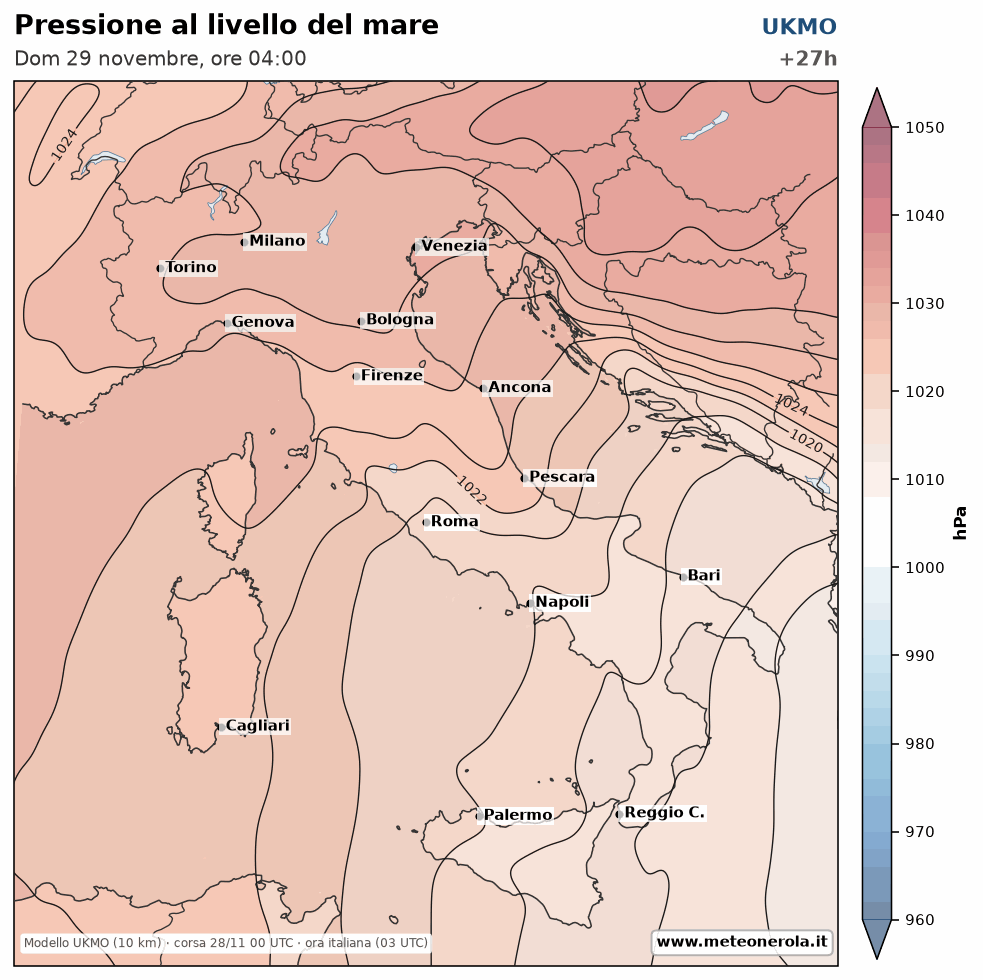 Pressione al livello del mare
UKMO
Dom 29 novembre, ore 04:00
+27h
1024
1050
1040
1030
1020
1010
1000
990
980
970
960
hPa
Milano
Venezia
Torino
Genova
Bologna
Firenze
Ancona
1024
1020
Pescara
1022
Roma
Bari
Napoli
Cagliari
Palermo
Reggio C.
Modello UKMO (10 km) · corsa 28/11 00 UTC · ora italiana (03 UTC)
www.meteonerola.it